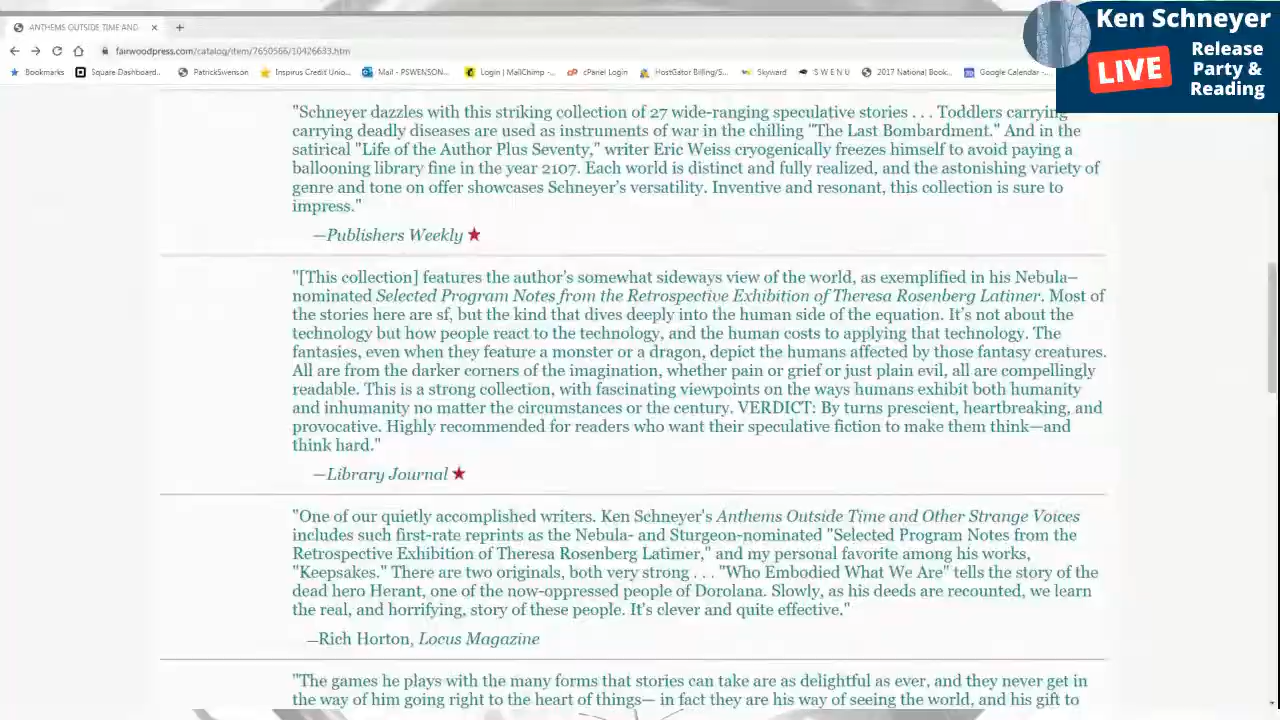 ANTHEMS OUTSIDE TIME AND
fairwoodpress.com/catalog/item/7650566/10426633.htm
Bookmarks Square Dashboard.. PatrickSwenson Inspirus Credit Unio... Mail - PSWENSON... Login | MailChimp -... cPanel Login HostGator Billing/S... Skyward S W E N U 2017 National Book... Google Calendar -...
Ken Schneyer
LIVE
Release
Party &
Reading
"Schneyer dazzles with this striking collection of 27 wide-ranging speculative stories . . . Toddlers carrying
carrying deadly diseases are used as instruments of war in the chilling "The Last Bombardment." And in the
satirical "Life of the Author Plus Seventy," writer Eric Weiss cryogenically freezes himself to avoid paying a
ballooning library fine in the year 2107. Each world is distinct and fully realized, and the astonishing variety of
genre and tone on offer showcases Schneyer's versatility. Inventive and resonant, this collection is sure to
impress."
—Publishers Weekly ★
"[This collection] features the author's somewhat sideways view of the world, as exemplified in his Nebula–
nominated Selected Program Notes from the Retrospective Exhibition of Theresa Rosenberg Latimer. Most of
the stories here are sf, but the kind that dives deeply into the human side of the equation. It's not about the
technology but how people react to the technology, and the human costs to applying that technology. The
fantasies, even when they feature a monster or a dragon, depict the humans affected by those fantasy creatures.
All are from the darker corners of the imagination, whether pain or grief or just plain evil, all are compellingly
readable. This is a strong collection, with fascinating viewpoints on the ways humans exhibit both humanity
and inhumanity no matter the circumstances or the century. VERDICT: By turns prescient, heartbreaking, and
provocative. Highly recommended for readers who want their speculative fiction to make them think—and
think hard."
—Library Journal ★
"One of our quietly accomplished writers. Ken Schneyer's Anthems Outside Time and Other Strange Voices
includes such first-rate reprints as the Nebula- and Sturgeon-nominated "Selected Program Notes from the
Retrospective Exhibition of Theresa Rosenberg Latimer," and my personal favorite among his works,
"Keepsakes." There are two originals, both very strong . . . "Who Embodied What We Are" tells the story of the
dead hero Herant, one of the now-oppressed people of Dorolana. Slowly, as his deeds are recounted, we learn
the real, and horrifying, story of these people. It's clever and quite effective."
—Rich Horton, Locus Magazine
"The games he plays with the many forms that stories can take are as delightful as ever, and they never get in
the way of him going right to the heart of things— in fact they are his way of seeing the world, and his gift to